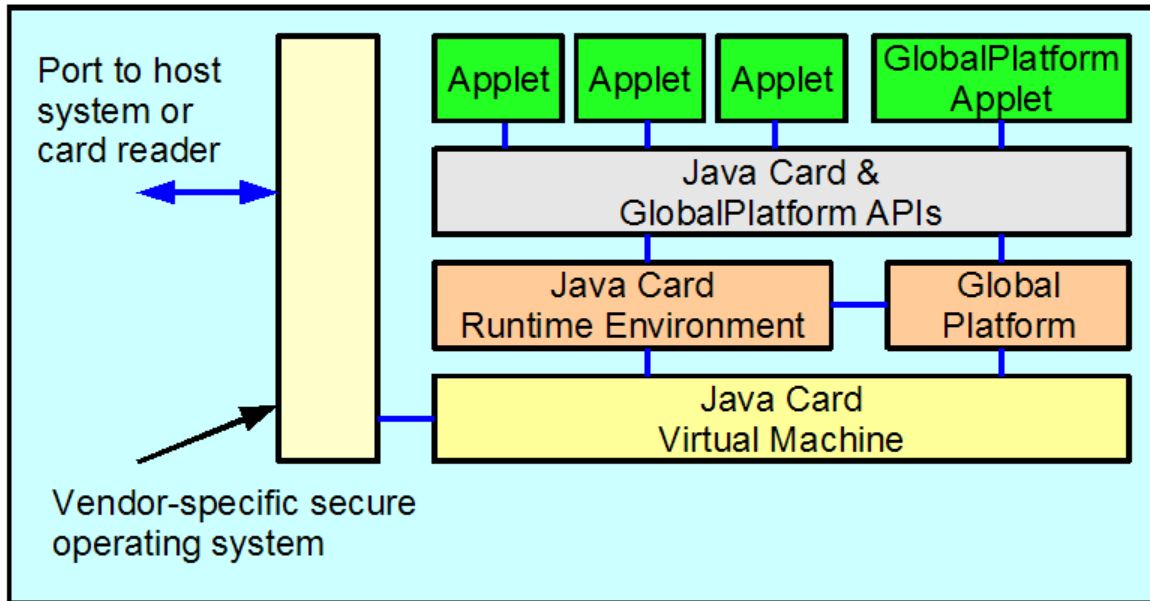 Port to host
system or
card reader
Applet
Applet
Applet
GlobalPlatform
Applet
Java Card &
GlobalPlatform APIs
Java Card
Runtime Environment
Global
Platform
Java Card
Virtual Machine
Vendor-specific secure
operating system